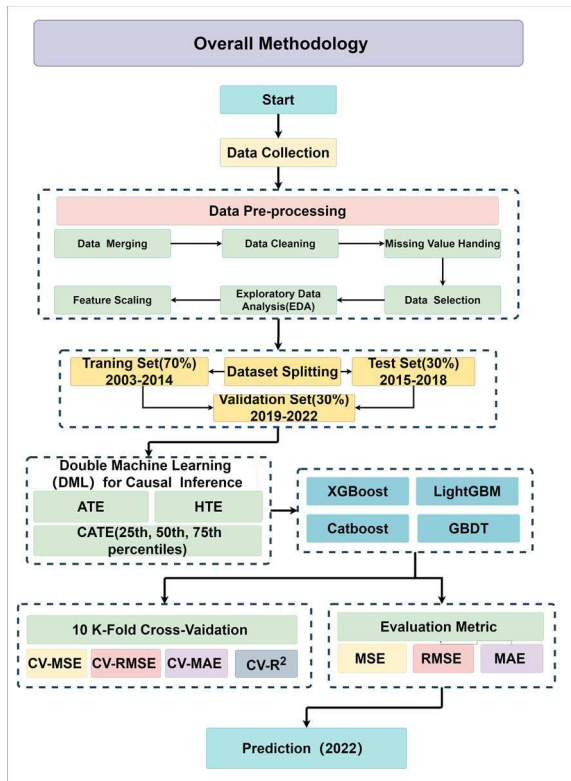 Overall Methodology
Start
Data Collection
Data Pre-processing
Data Merging
Data Cleaning
Missing Value Handing
Feature Scaling
Exploratory Data
Analysis(EDA)
Data Selection
Traning Set(70%)
2003-2014
Dataset Splitting
Test Set(30%)
2015-2018
Validation Set(30%)
2019-2022
Double Machine Learning
(DML) for Causal Inference
ATE
HTE
CATE(25th, 50th, 75th
percentiles)
XGBoost
LightGBM
Catboost
GBDT
10 K-Fold Cross-Vaidation
CV-MSE
CV-RMSE
CV-MAE
CV-R²
Evaluation Metric
MSE
RMSE
MAE
Prediction (2022)